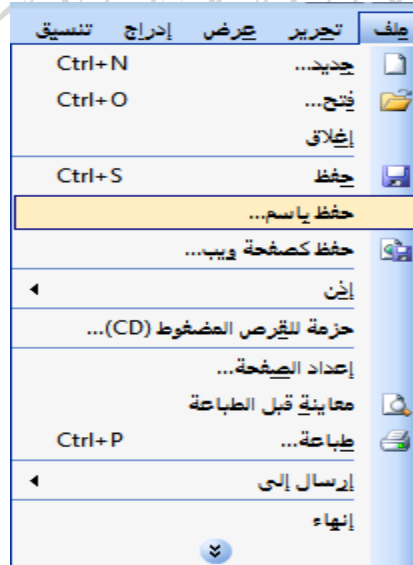 ملف تحرير عرض إدراج تنسيق
جديد... Ctrl+N
فتح... Ctrl+O
إغلاق
حفظ Ctrl+S
حفظ باسم...
حفظ كصفحة ويب...
إذن
حزمة للقرص المضغوط (CD)...
إعداد الصفحة...
معاينة قبل الطباعة
طباعة... Ctrl+P
إرسال إلى
إنهاء